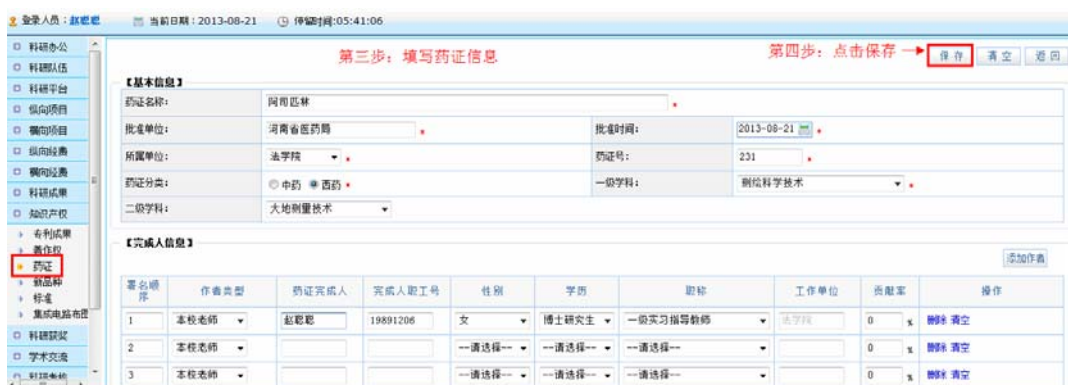 登录人员：赵聪聪 当前日期：2013-08-21 停留时间:05:41:06
科研办公
科研队伍
科研平台
纵向项目
横向项目
纵向经费
横向经费
科研成果
知识产权
专利成果
著作权
药证
新品种
标准
集成电路布图
科研获奖
学术交流
科研考核
第三步：填写药证信息
第四步：点击保存
保 存 清 空 返 回
【基本信息】
药证名称： 阿司匹林 *
批准单位： 河南省医药局 * 批准时间： 2013-08-21 *
所属单位： 法学院 * 药证号： 231 *
药证分类： 中药 西药 * 一级学科： 测绘科学技术 *
二级学科： 大地测量技术
【完成人信息】
添加作者
署名顺序 作者类型 药证完成人 完成人职工号 性别 学历 职称 工作单位 贡献率 操作
1 本校老师 赵聪聪 19891206 女 博士研究生 一级实习指导教师 法学院 0 % 删除 清空
2 本校老师 --请选择-- --请选择-- --请选择-- 0 % 删除 清空
3 本校老师 --请选择-- --请选择-- --请选择-- 0 % 删除 清空